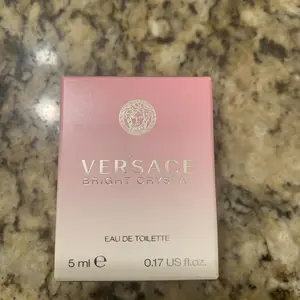 VERSACE
BRIGHT CRYSTAL
EAU DE TOILETTE
5 ml e 0.17 US fl.oz.